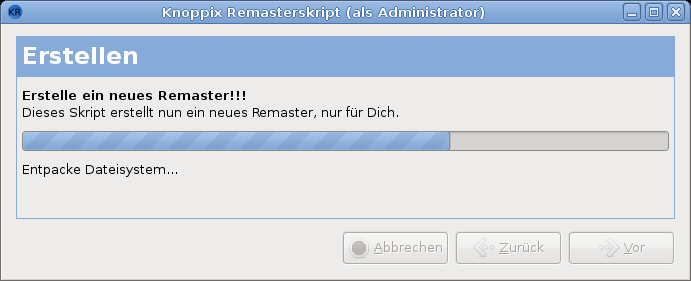 KR Knoppix Remasterskript (als Administrator)
Erstellen
Erstelle ein neues Remaster!!!
Dieses Skript erstellt nun ein neues Remaster, nur für Dich.
Entpacke Dateisystem...
Abbrechen Zurück Vor